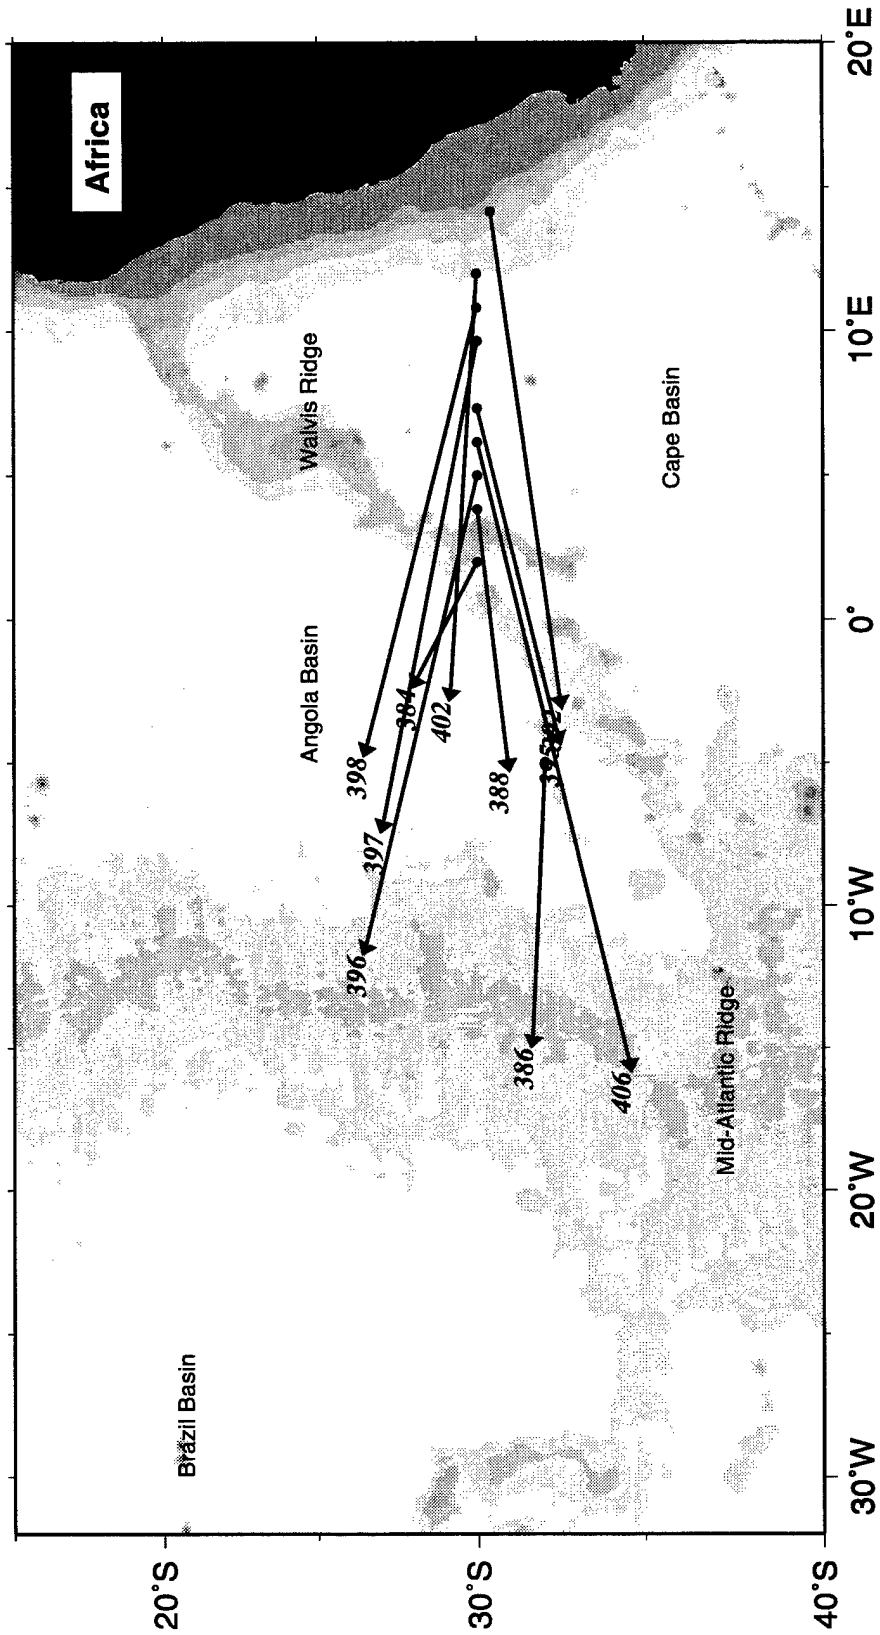 Africa
Walvis Ridge
Cape Basin
Angola Basin
398
384
402
388
397
396
386
406
Mid-Atlantic Ridge
Brazil Basin
20°E
10°E
0°
10°W
20°W
30°W
20°S
30°S
40°S